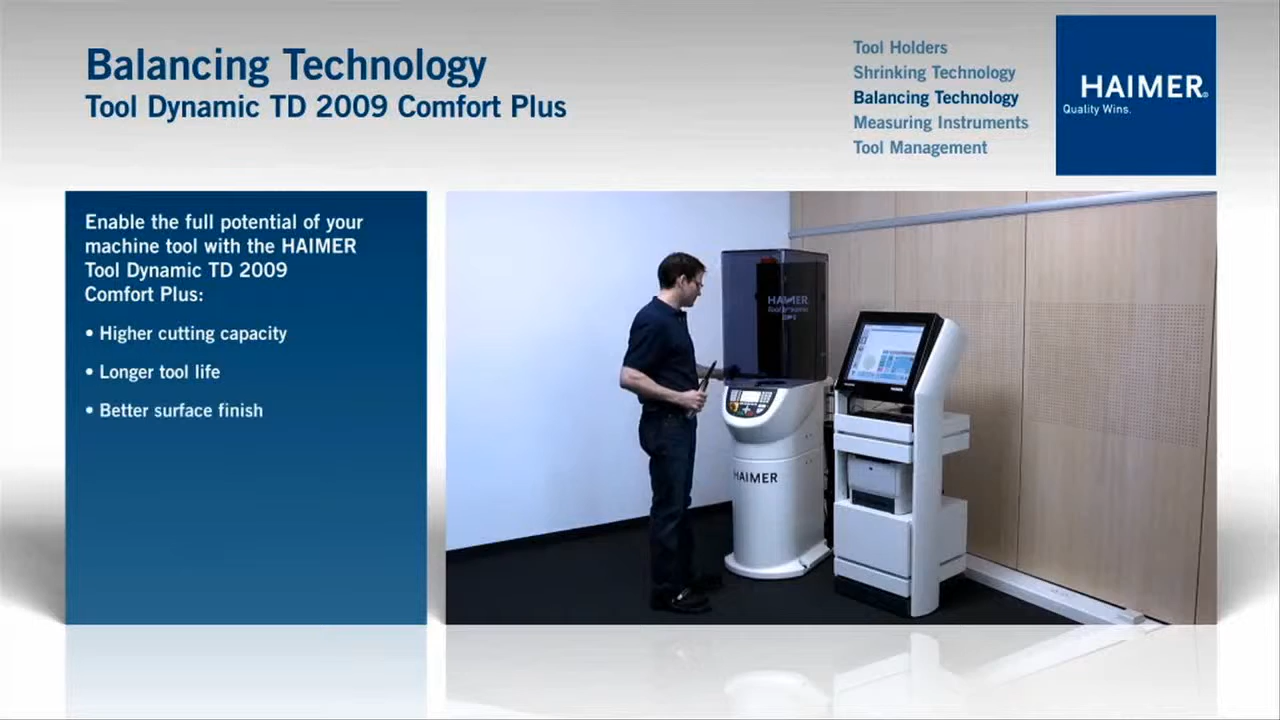 Balancing Technology
Tool Dynamic TD 2009 Comfort Plus
Tool Holders
Shrinking Technology
Balancing Technology
Measuring Instruments
Tool Management
HAIMER®
Quality Wins.
Enable the full potential of your
machine tool with the HAIMER
Tool Dynamic TD 2009
Comfort Plus:
• Higher cutting capacity
• Longer tool life
• Better surface finish
HAIMER
Tool Dynamic
HAIMER